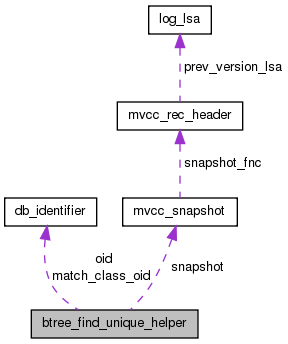 log_lsa
prev_version_lsa
mvcc_rec_header
snapshot_fnc
db_identifier
mvcc_snapshot
oid
match_class_oid
snapshot
btree_find_unique_helper